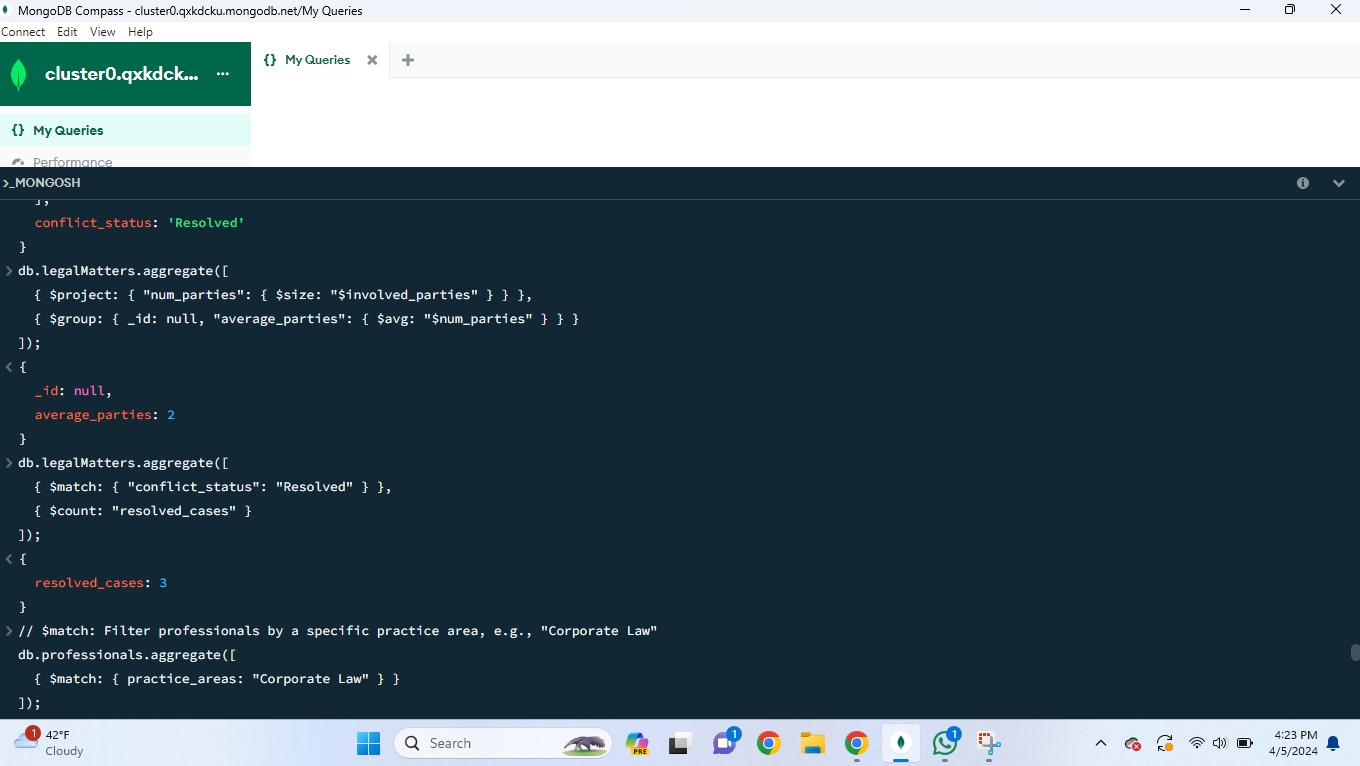 MongoDB Compass - cluster0.qxkdcku.mongodb.net/My Queries
Connect Edit View Help
cluster0.qxkdck... ...
{} My Queries
{} My Queries
Performance
>_MONGOSH
],
conflict_status: 'Resolved'
}
> db.legalMatters.aggregate([
{ $project: { "num_parties": { $size: "$involved_parties" } } },
{ $group: { _id: null, "average_parties": { $avg: "$num_parties" } } }
]);
< {
_id: null,
average_parties: 2
}
> db.legalMatters.aggregate([
{ $match: { "conflict_status": "Resolved" } },
{ $count: "resolved_cases" }
]);
< {
resolved_cases: 3
}
> // $match: Filter professionals by a specific practice area, e.g., "Corporate Law"
db.professionals.aggregate([
{ $match: { practice_areas: "Corporate Law" } }
]);
1
42°F
Cloudy
Search
PRE
1
1
4:23 PM
4/5/2024